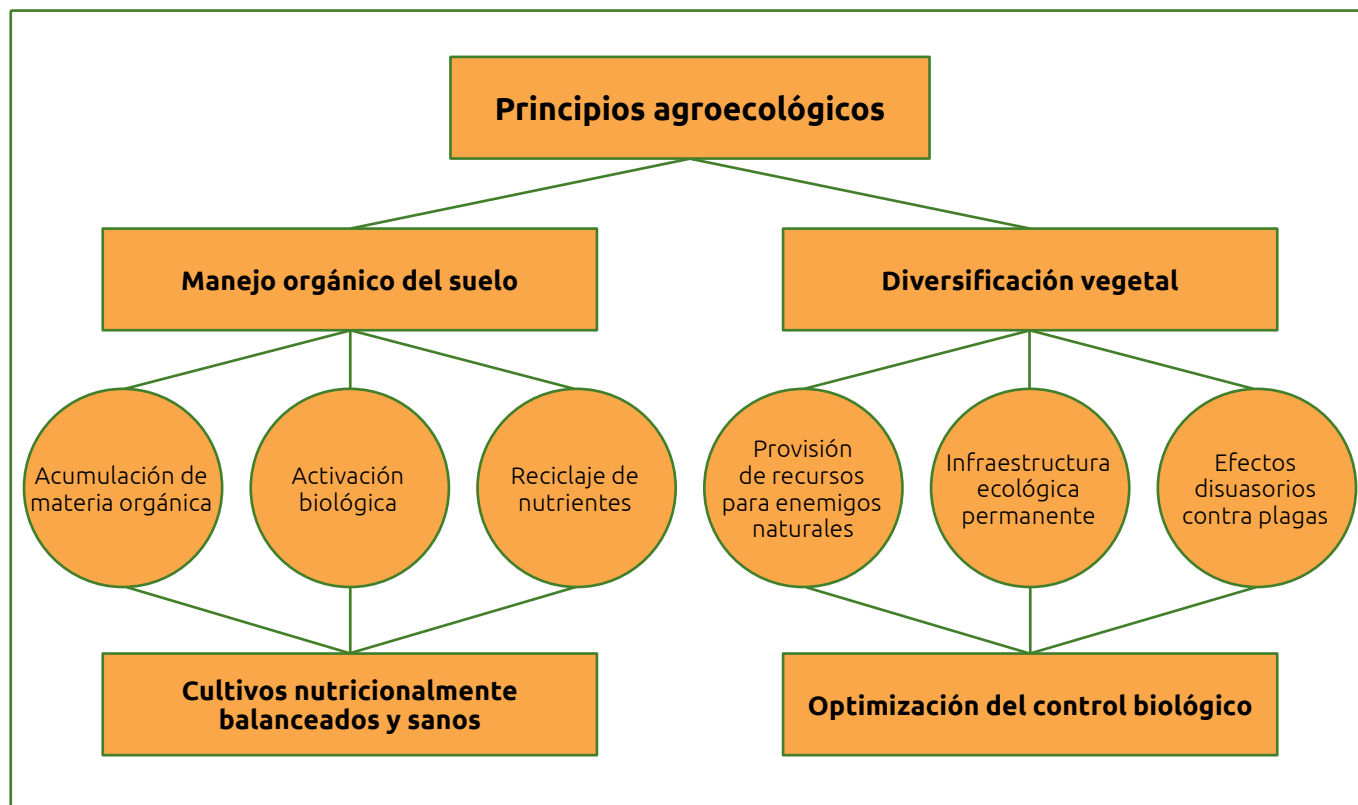 Principios agroecológicos
Manejo orgánico del suelo
Diversificación vegetal
Acumulación de
materia orgánica
Activación
biológica
Reciclaje de
nutrientes
Provisión
de recursos
para enemigos
naturales
Infraestructura
ecológica
permanente
Efectos
disuasorios
contra plagas
Cultivos nutricionalmente
balanceados y sanos
Optimización del control biológico